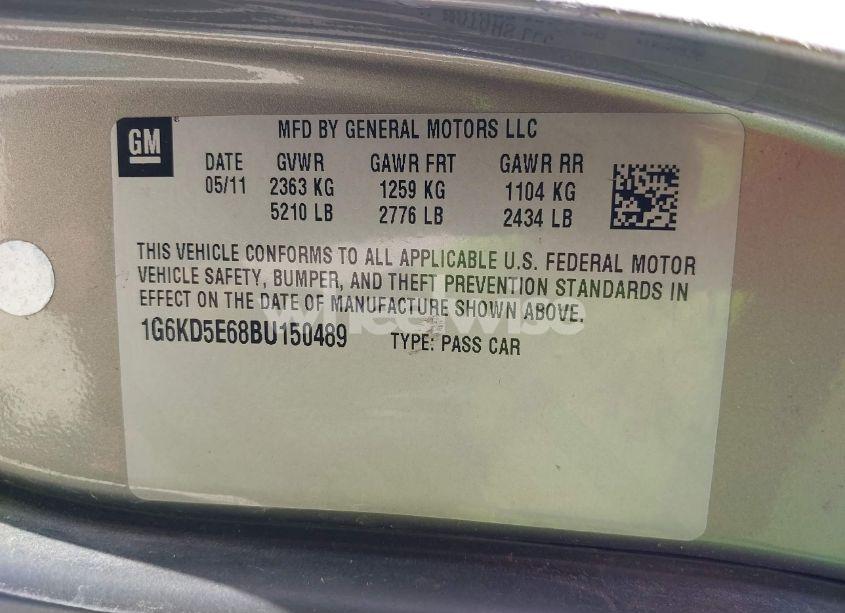 GM
MFD BY GENERAL MOTORS LLC
DATE GVWR GAWR FRT GAWR RR
05/11 2363 KG 1259 KG 1104 KG
5210 LB 2776 LB 2434 LB
THIS VEHICLE CONFORMS TO ALL APPLICABLE U.S. FEDERAL MOTOR
VEHICLE SAFETY, BUMPER, AND THEFT PREVENTION STANDARDS IN
EFFECT ON THE DATE OF MANUFACTURE SHOWN ABOVE.
1G6KD5E68BU150489 TYPE: PASS CAR
wheelwise